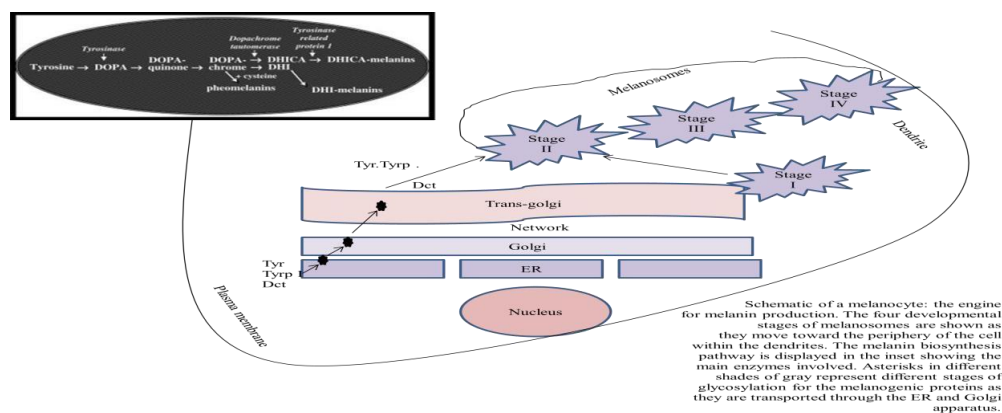 Tyrosinase
Dopachrome
tautomerase
Tyrosinase
related
protein 1
Tyrosine → DOPA → DOPA-quinone → DOPA-chrome → DHICA → DHICA-melanins
DHI
+ cysteine
pheomelanins
DHI-melanins
Melanosomes
Stage
IV
Stage
III
Stage
II
Stage
I
Dendrite
Tyr.Tyrp .
Dct
Trans-golgi
Network
Golgi
Tyr
Tyrp 1
Dct
ER
Nucleus
Plasma membrane
Schematic of a melanocyte: the engine
for melanin production. The four developmental
stages of melanosomes are shown as
they move toward the periphery of the cell
within the dendrites. The melanin biosynthesis
pathway is displayed in the inset showing the
main enzymes involved. Asterisks in different
shades of gray represent different stages of
glycosylation for the melanogenic proteins as
they are transported through the ER and Golgi
apparatus.